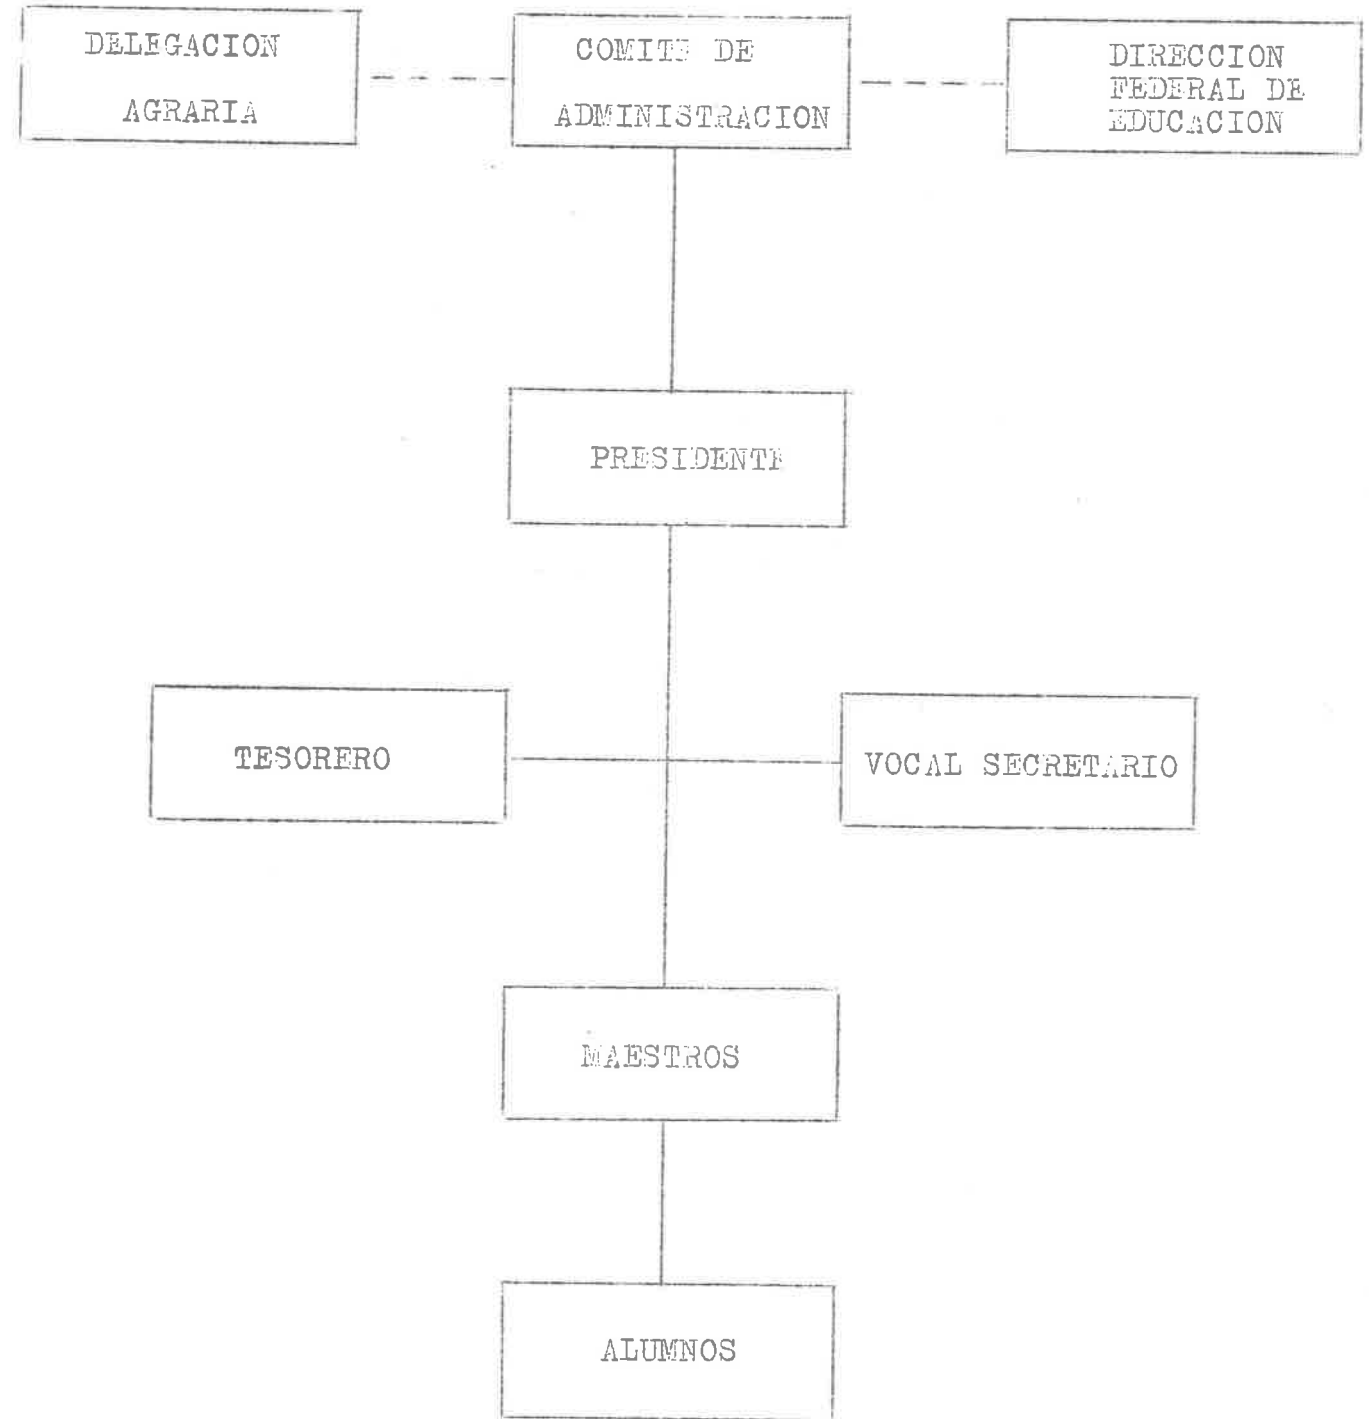 DELEGACION
AGRARIA
COMITE DE
ADMINISTRACION
DIRECCION
FEDERAL DE
EDUCACION
PRESIDENTE
TESORERO
VOCAL SECRETARIO
MAESTROS
ALUMNOS